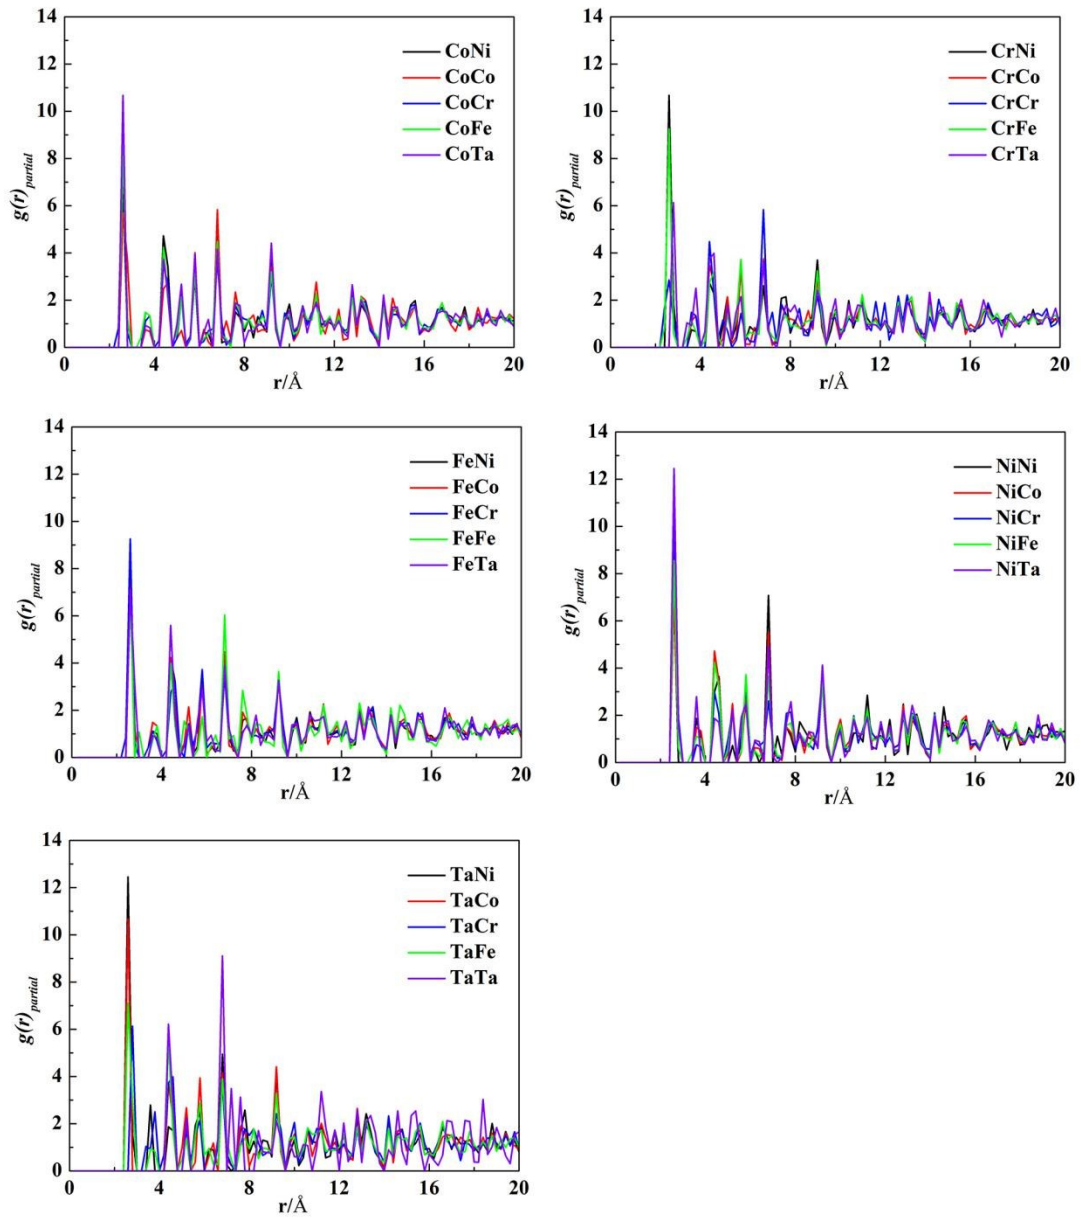 14
12
10
8
6
4
2
0
g(r)partial
CoNi
CoCo
CoCr
CoFe
CoTa
0 4 8 12 16 20
r/Å
14
12
10
8
6
4
2
0
g(r)partial
CrNi
CrCo
CrCr
CrFe
CrTa
0 4 8 12 16 20
r/Å
14
12
10
8
6
4
2
0
g(r)partial
FeNi
FeCo
FeCr
FeFe
FeTa
0 4 8 12 16 20
r/Å
14
12
10
8
6
4
2
0
g(r)partial
NiNi
NiCo
NiCr
NiFe
NiTa
0 4 8 12 16 20
r/Å
14
12
10
8
6
4
2
0
g(r)partial
TaNi
TaCo
TaCr
TaFe
TaTa
0 4 8 12 16 20
r/Å